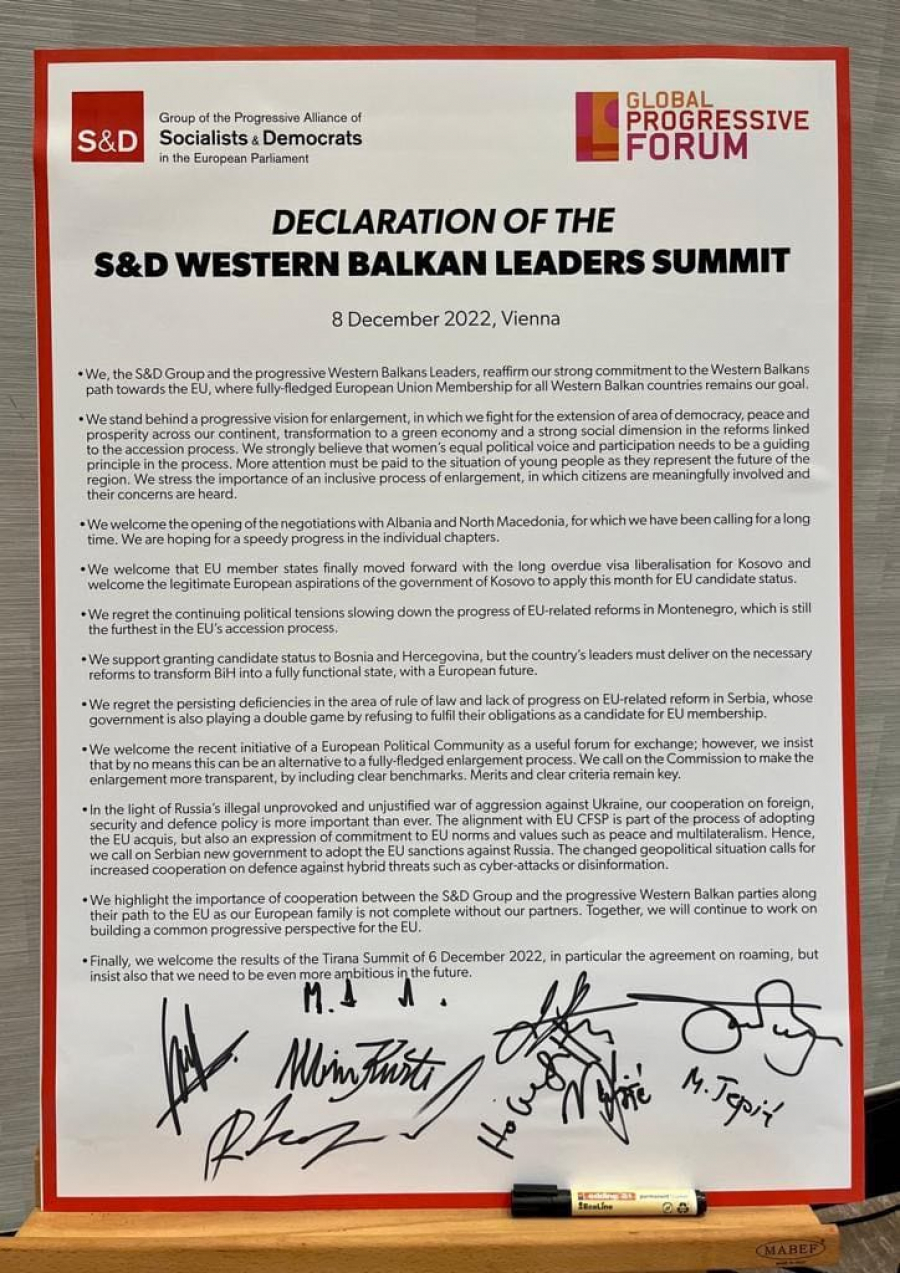 S&D
Group of the Progressive Alliance of
Socialists & Democrats
in the European Parliament
GLOBAL
PROGRESSIVE
FORUM
DECLARATION OF THE
S&D WESTERN BALKAN LEADERS SUMMIT
8 December 2022, Vienna
• We, the S&D Group and the progressive Western Balkans Leaders, reaffirm our strong commitment to the Western Balkans
path towards the EU, where fully-fledged European Union Membership for all Western Balkan countries remains our goal.
• We stand behind a progressive vision for enlargement, in which we fight for the extension of area of democracy, peace and
prosperity across our continent, transformation to a green economy and a strong social dimension in the reforms linked
to the accession process. We strongly believe that women's equal political voice and participation needs to be a guiding
principle in the process. More attention must be paid to the situation of young people as they represent the future of the
region. We stress the importance of an inclusive process of enlargement, in which citizens are meaningfully involved and
their concerns are heard.
• We welcome the opening of the negotiations with Albania and North Macedonia, for which we have been calling for a long
time. We are hoping for a speedy progress in the individual chapters.
• We welcome that EU member states finally moved forward with the long overdue visa liberalisation for Kosovo and
welcome the legitimate European aspirations of the government of Kosovo to apply this month for EU candidate status.
• We regret the continuing political tensions slowing down the progress of EU-related reforms in Montenegro, which is still
the furthest in the EU's accession process.
• We support granting candidate status to Bosnia and Hercegovina, but the country's leaders must deliver on the necessary
reforms to transform BiH into a fully functional state, with a European future.
• We regret the persisting deficiencies in the area of rule of law and lack of progress on EU-related reform in Serbia, whose
government is also playing a double game by refusing to fulfil their obligations as a candidate for EU membership.
• We welcome the recent initiative of a European Political Community as a useful forum for exchange; however, we insist
that by no means this can be an alternative to a fully-fledged enlargement process. We call on the Commission to make the
enlargement more transparent, by including clear benchmarks. Merits and clear criteria remain key.
• In the light of Russia's illegal unprovoked and unjustified war of aggression against Ukraine, our cooperation on foreign,
security and defence policy is more important than ever. The alignment with EU CFSP is part of the process of adopting
the EU acquis, but also an expression of commitment to EU norms and values such as peace and multilateralism. Hence,
we call on Serbian new government to adopt the EU sanctions against Russia. The changed geopolitical situation calls for
increased cooperation on defence against hybrid threats such as cyber-attacks or disinformation.
• We highlight the importance of cooperation between the S&D Group and the progressive Western Balkan parties along
their path to the EU as our European family is not complete without our partners. Together, we will continue to work on
building a common progressive perspective for the EU.
• Finally, we welcome the results of the Tirana Summit of 6 December 2022, in particular the agreement on roaming, but
insist also that we need to be even more ambitious in the future.
Albin Kurti
M. Tepić
edding 21 permanent
EcoLine
MABEF